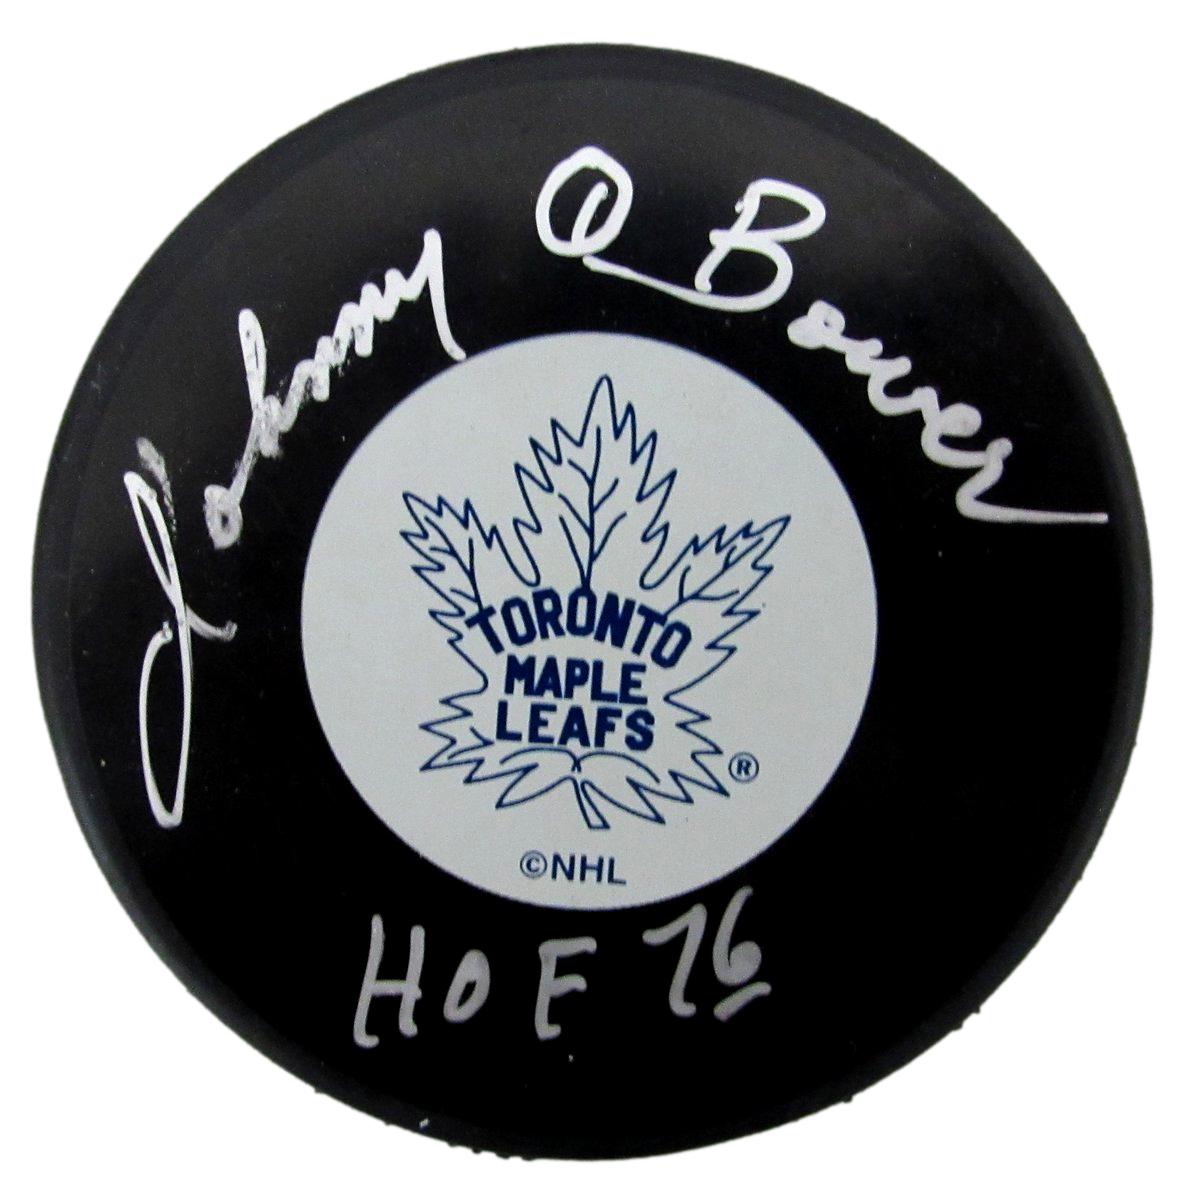 Johnny Bower
TORONTO
MAPLE
LEAFS
®
©NHL
HOF 76